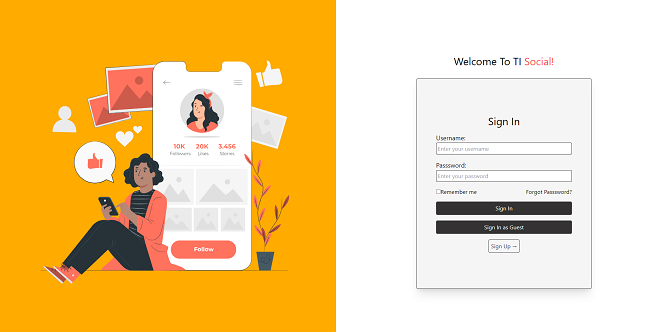 10K 20K 3.456
Followers Likes Stories
Follow
Welcome To TI Social!
Sign In
Username:
Enter your username
Passsword:
Enter your password
Remember me Forgot Passsword?
Sign In
Sign In as Guest
Sign Up →